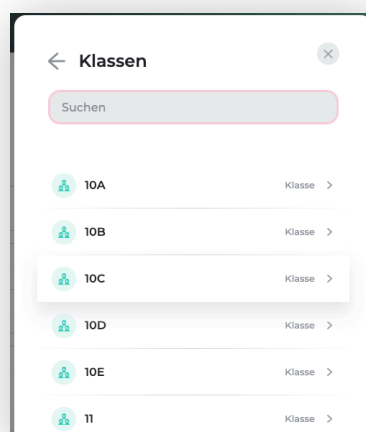 Klassen
Suchen
10A Klasse
10B Klasse
10C Klasse
10D Klasse
10E Klasse
11 Klasse